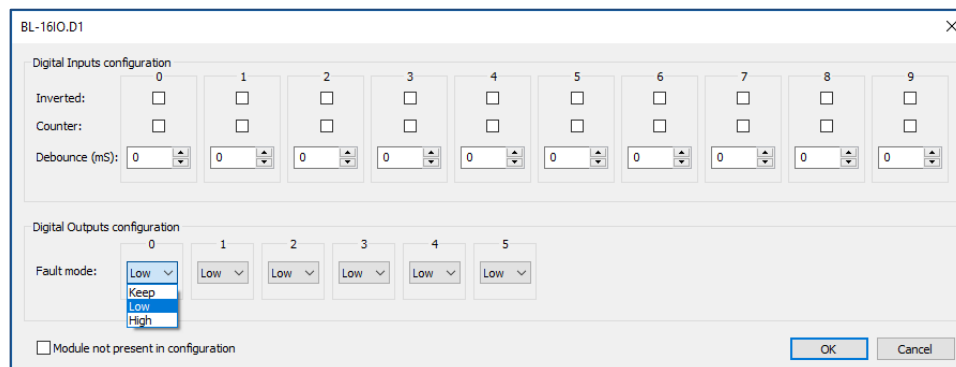 BL-16IO.D1
Digital Inputs configuration
0 1 2 3 4 5 6 7 8 9
Inverted:
Counter:
Debounce (mS): 0 0 0 0 0 0 0 0 0 0
Digital Outputs configuration
0 1 2 3 4 5
Fault mode: Low Low Low Low Low Low
Keep
Low
High
Module not present in configuration OK Cancel